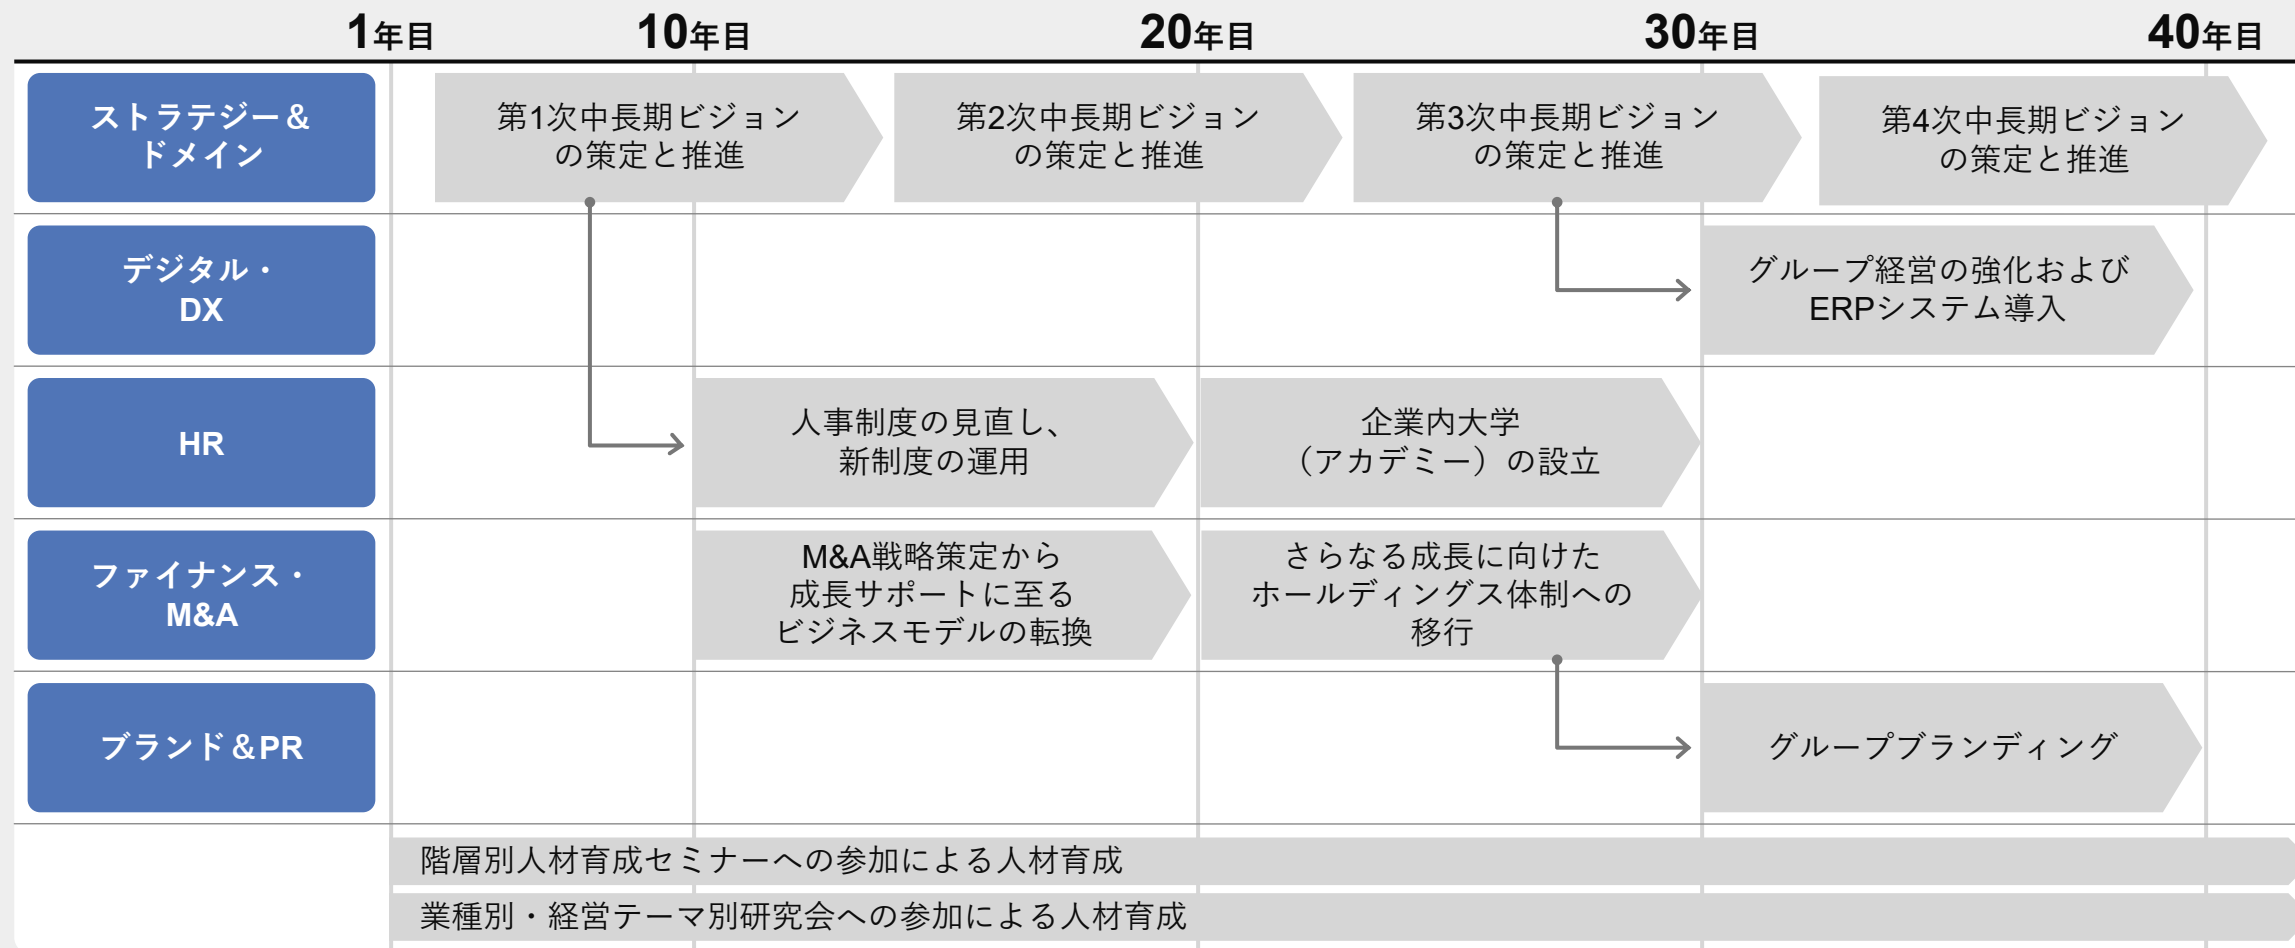 1年目 10年目 20年目 30年目 40年目
ストラテジー＆
ドメイン
第1次中長期ビジョン
の策定と推進
第2次中長期ビジョン
の策定と推進
第3次中長期ビジョン
の策定と推進
第4次中長期ビジョン
の策定と推進
デジタル・
DX
グループ経営の強化および
ERPシステム導入
HR
人事制度の見直し、
新制度の運用
企業内大学
（アカデミー）の設立
ファイナンス・
M&A
M&A戦略策定から
成長サポートに至る
ビジネスモデルの転換
さらなる成長に向けた
ホールディングス体制への
移行
ブランド＆PR
グループブランディング
階層別人材育成セミナーへの参加による人材育成
業種別・経営テーマ別研究会への参加による人材育成